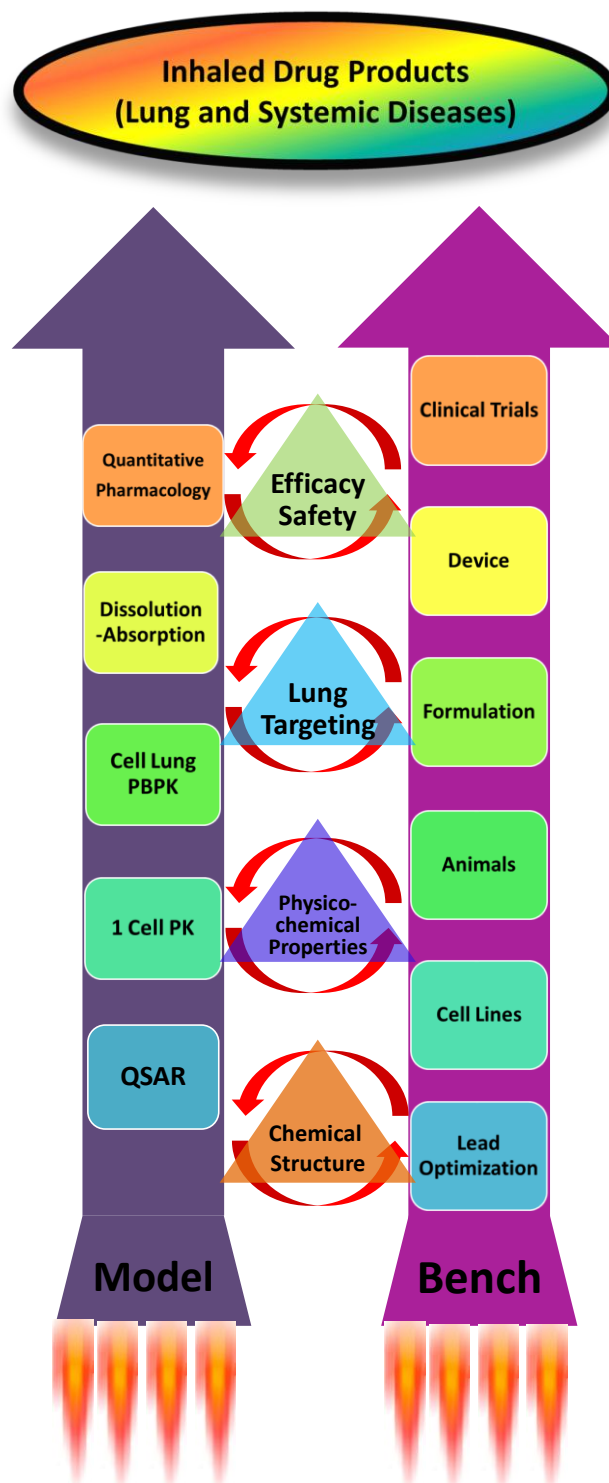 Inhaled Drug Products
(Lung and Systemic Diseases)
Clinical Trials
Quantitative
Pharmacology
Efficacy
Safety
Device
Dissolution
-Absorption
Lung
Targeting
Formulation
Cell Lung
PBPK
Animals
1 Cell PK
Physico-
chemical
Properties
Cell Lines
QSAR
Chemical
Structure
Lead
Optimization
Model
Bench